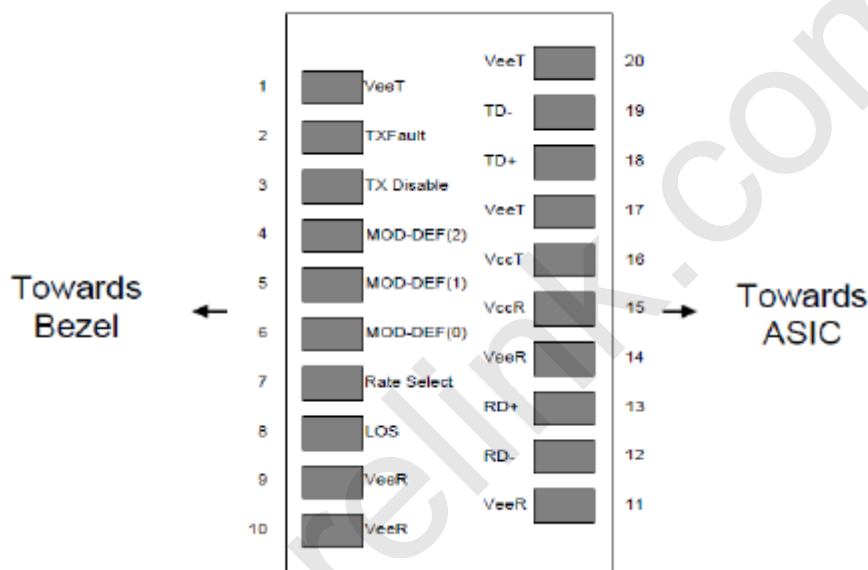 VeeT 20
1 VeeT
TD- 19
2 TXFault
TD+ 18
3 TX Disable
VeeT 17
4 MOD-DEF(2)
VccT 16
5 MOD-DEF(1)
VccR 15
Towards Bezel
Towards ASIC
6 MOD-DEF(0)
VeeR 14
7 Rate Select
RD+ 13
8 LOS
RD- 12
9 VeeR
VeeR 11
10 VeeR
relink.com